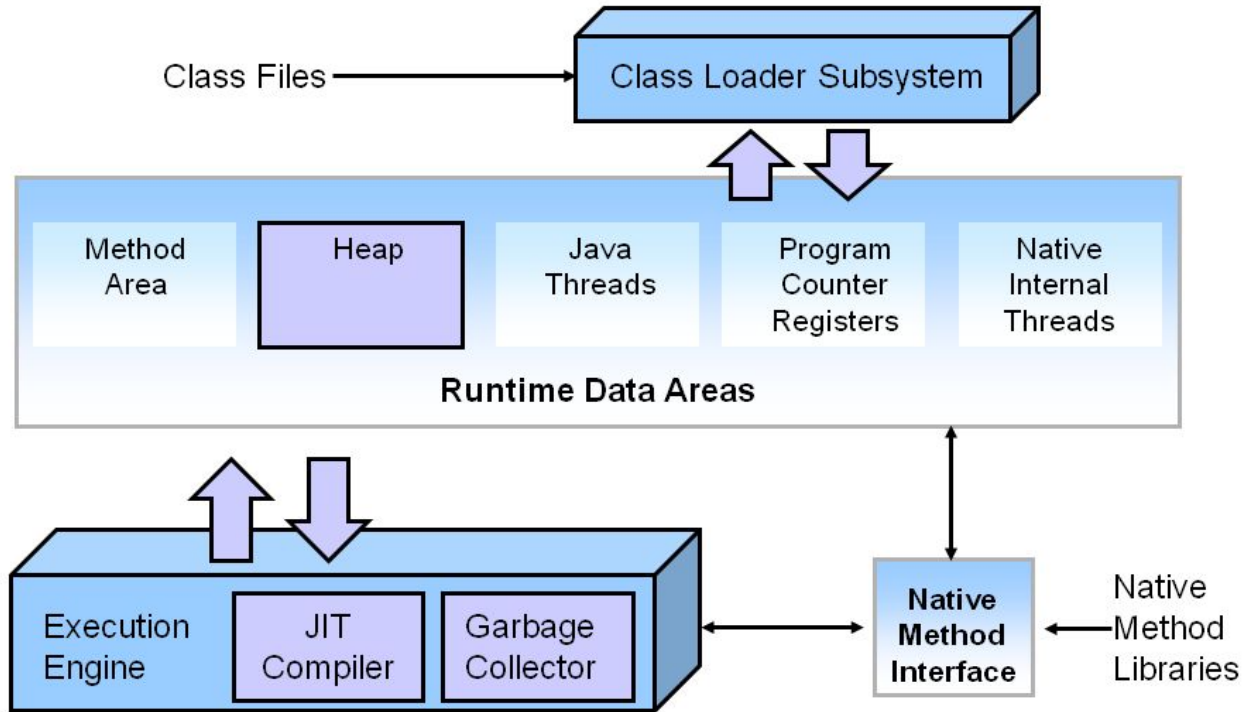 Class Files
Class Loader Subsystem
Method
Area
Heap
Java
Threads
Program
Counter
Registers
Native
Internal
Threads
Runtime Data Areas
Execution
Engine
JIT
Compiler
Garbage
Collector
Native
Method
Interface
Native
Method
Libraries